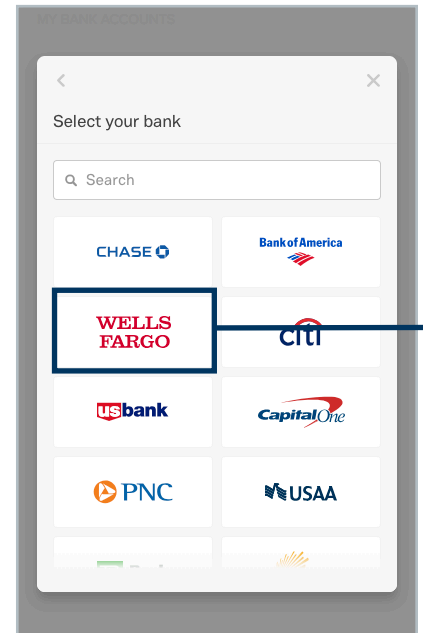 MY BANK ACCOUNTS
Select your bank
Search
CHASE
Bank of America
WELLS
FARGO
citi
usbank
Capital One
PNC
USAA